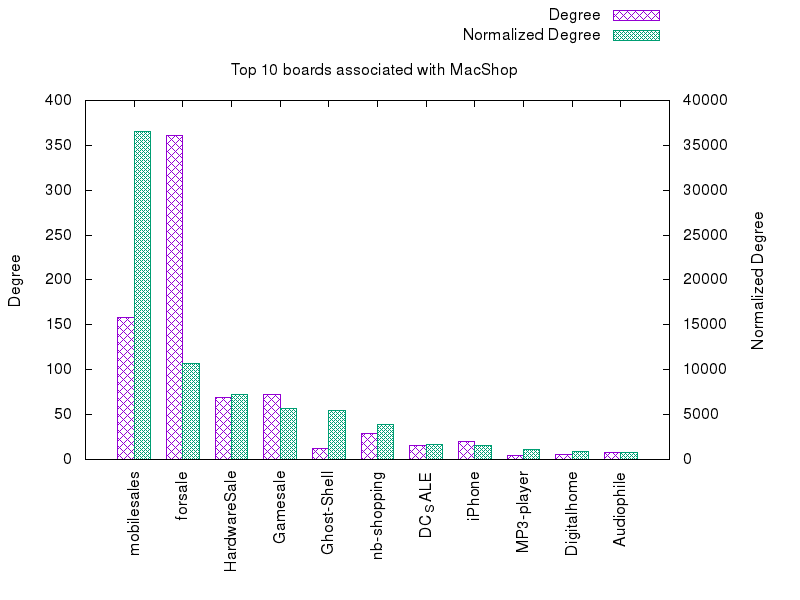 Degree
Normalized Degree
Top 10 boards associated with MacShop
400
350
300
250
200
150
100
50
0
40000
35000
30000
25000
20000
15000
10000
5000
0
Degree
Normalized Degree
mobilesales
forsale
HardwareSale
Gamesale
Ghost-Shell
nb-shopping
DCSALE
iPhone
MP3-player
Digitalhome
Audiophile